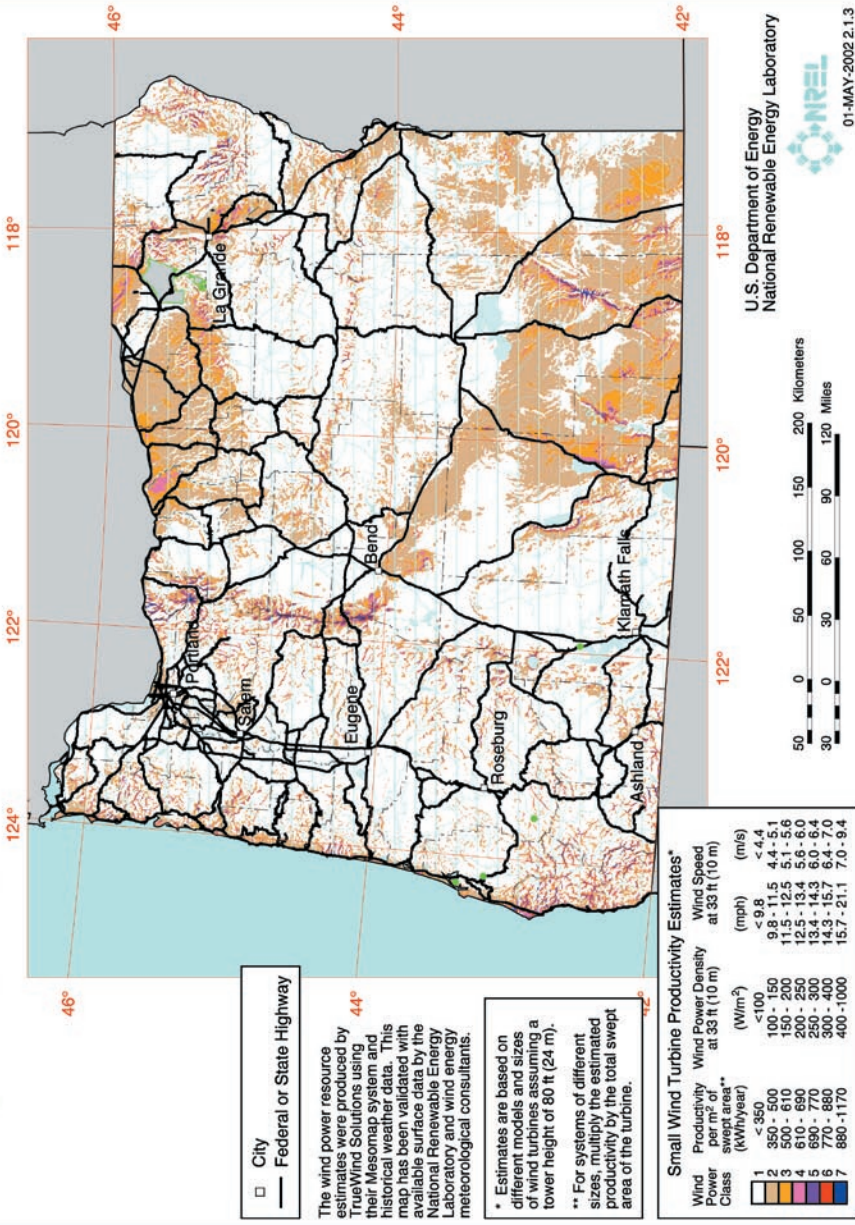 46°
44°
42°
124°
122°
120°
118°
118°
120°
122°
46°
44°
42°
Portland
Salem
Eugene
Bend
La Grande
Roseburg
Ashland
Klamath Falls
City
Federal or State Highway
The wind power resource
estimates were produced by
TrueWind Solutions using
their Mesomap system and
historical weather data. This
map has been validated with
available surface data by the
National Renewable Energy
Laboratory and wind energy
meteorological consultants.
* Estimates are based on
different models and sizes
of wind turbines assuming a
tower height of 80 ft (24 m).
** For systems of different
sizes, multiply the estimated
productivity by the total swept
area of the turbine.
Small Wind Turbine Productivity Estimates*
Wind Productivity Wind Power Density Wind Speed
Power per m² of at 33 ft (10 m) at 33 ft (10 m)
Class swept area**
(kWh/year) (W/m²) (mph) (m/s)
1 < 350 <100 < 9.8 < 4.4
2 350 - 500 100 - 150 9.8 - 11.5 4.4 - 5.1
3 500 - 610 150 - 200 11.5 - 12.5 5.1 - 5.6
4 610 - 690 200 - 250 12.5 - 13.4 5.6 - 6.0
5 690 - 770 250 - 300 13.4 - 14.3 6.0 - 6.4
6 770 - 880 300 - 400 14.3 - 15.7 6.4 - 7.0
7 880 - 1170 400 -1000 15.7 - 21.1 7.0 - 9.4
50 0 50 100 150 200 Kilometers
30 0 30 60 90 120 Miles
U.S. Department of Energy
National Renewable Energy Laboratory
NREL
01-MAY-2002 2.1.3